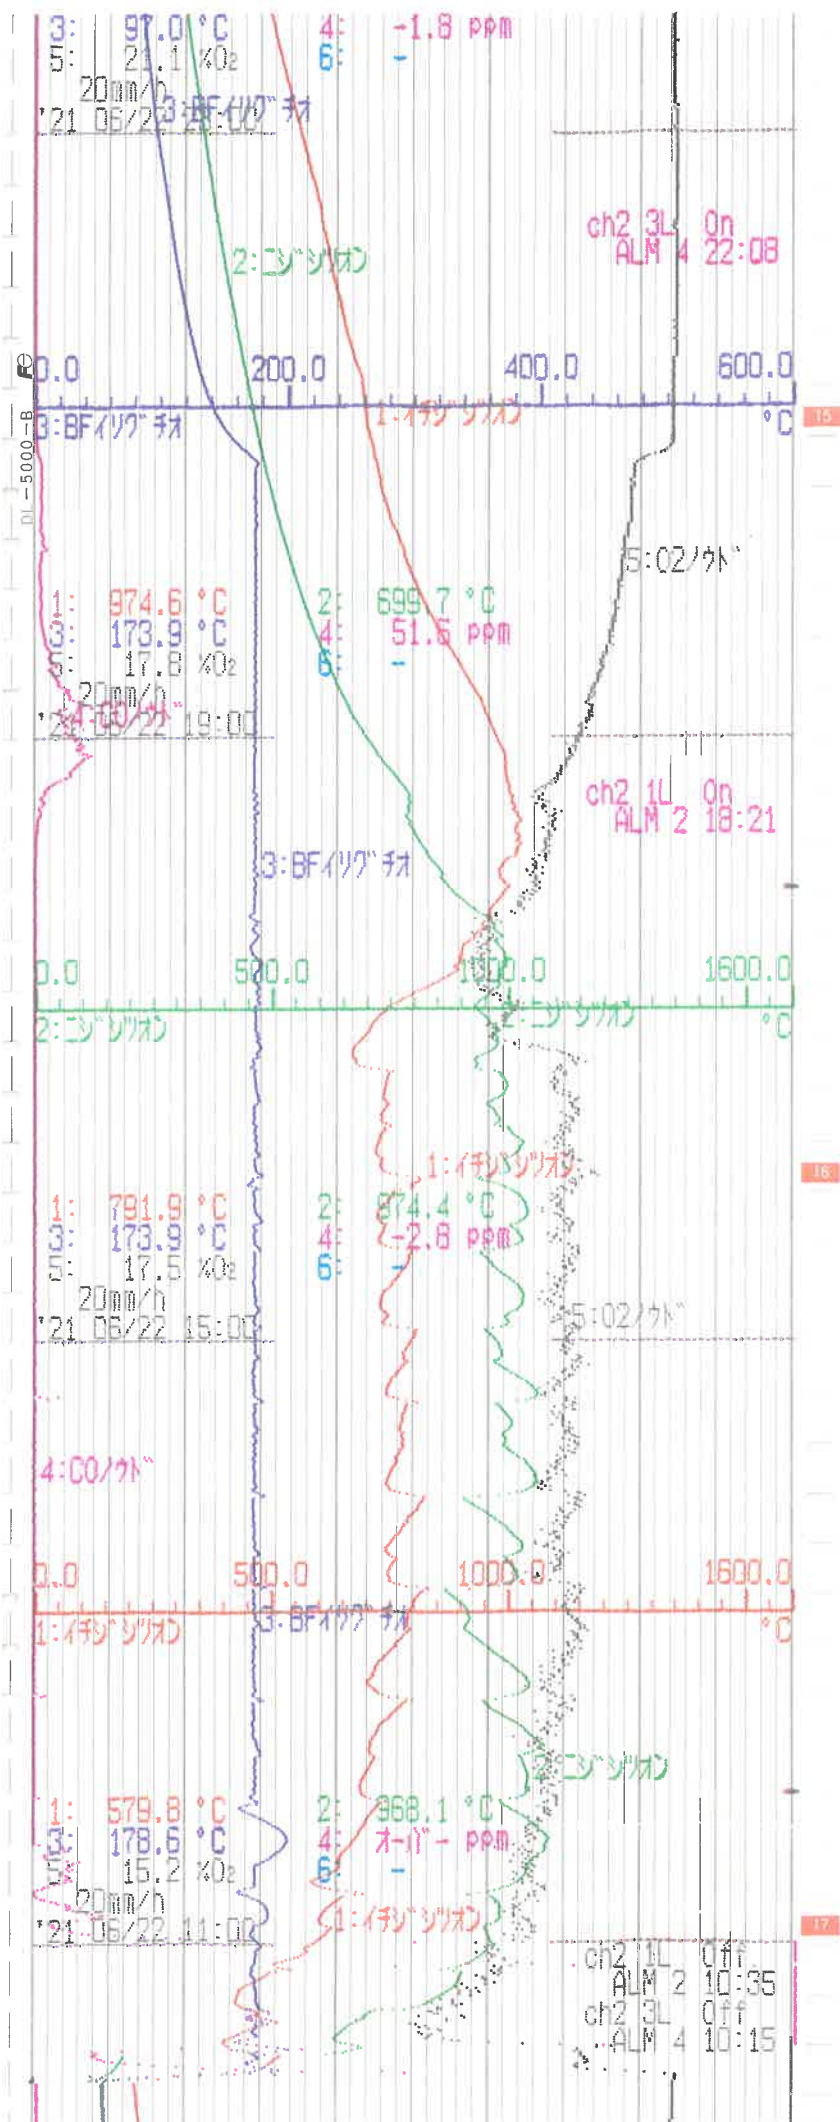 3: 97.0 °C 4: -1.8 ppm
5: 21.1 %O₂ 6: -
20mm/h
3:BFイリグチオ
ch2 3L On
ALM 4 22:08
2:ニジシツオン
0.0 200.0 400.0 600.0
3:BFイリグチオ °C
1:イチジシツオン
DL-5000-B Fe
15
5:O2ノウド
1: 974.6 °C 2: 699.7 °C
3: 173.9 °C 4: 51.6 ppm
5: 17.8 %O₂ 6: -
20mm/h
4:COノウド
'21 06/22 19:00
ch2 1L On
ALM 2 18:21
3:BFイリグチオ
0.0 500.0 1000.0 1600.0
2:ニジシツオン 2:ニジシツオン °C
1:イチジシツオン
16
1: 791.9 °C 2: 874.4 °C
3: 173.9 °C 4: -2.8 ppm
5: 17.5 %O₂ 6: -
20mm/h
'21 06/22 15:00
5:O2ノウド
4:COノウド
0.0 500.0 1000.0 1600.0
1:イチジシツオン 3:BFイリグチオ °C
2:ニジシツオン
1: 579.8 °C 2: 968.1 °C
3: 178.6 °C 4: オーバー ppm
5: 15.2 %O₂ 6: -
20mm/h
'21 06/22 11:00
1:イチジシツオン
17
ch2 1L Off
ALM 2 10:35
ch2 3L Off
ALM 4 10:15